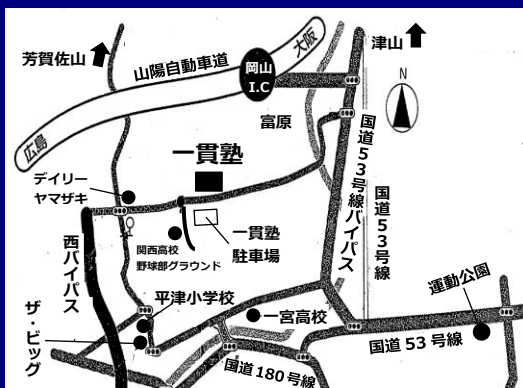 芳賀佐山
山陽自動車道
大阪
広島
岡山
I.C
津山
N
富原
一貫塾
デイリー
ヤマザキ
国道53号線バイパス
国道53号線
関西高校
野球部グラウンド
一貫塾
駐車場
西バイパス
平津小学校
ザ・ビッグ
一宮高校
運動公園
国道53号線
国道180号線